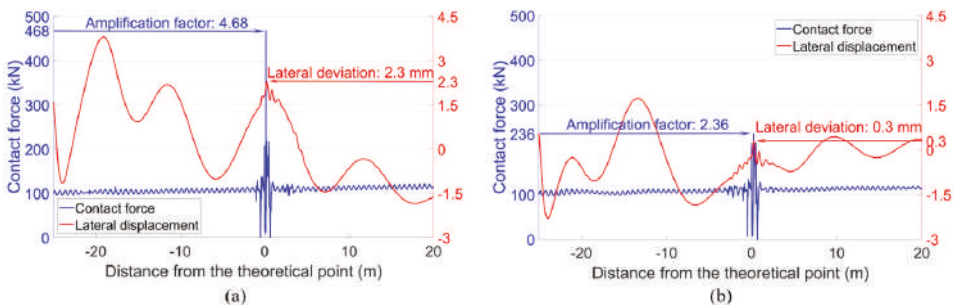 500
468
400
300
200
100
0
Contact force (kN)
Amplification factor: 4.68
Lateral deviation: 2.3 mm
4.5
3
2.3
1.5
0
-1.5
-3
Contact force
Lateral displacement
-20
-10
0
10
20
Distance from the theoretical point (m)
(a)
500
400
300
236
200
100
0
Contact force (kN)
Contact force
Lateral displacement
Amplification factor: 2.36
Lateral deviation: 0.3 mm
4.5
3
1.5
0.3
0
-1.5
-3
-20
-10
0
10
20
Distance from the theoretical point (m)
(b)